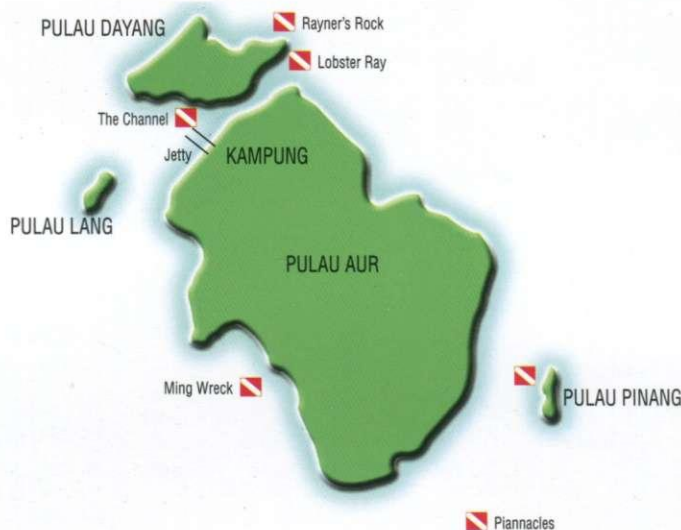 PULAU DAYANG
Rayner's Rock
Lobster Ray
The Channel
Jetty
KAMPUNG
PULAU LANG
PULAU AUR
Ming Wreck
PULAU PINANG
Piannacles